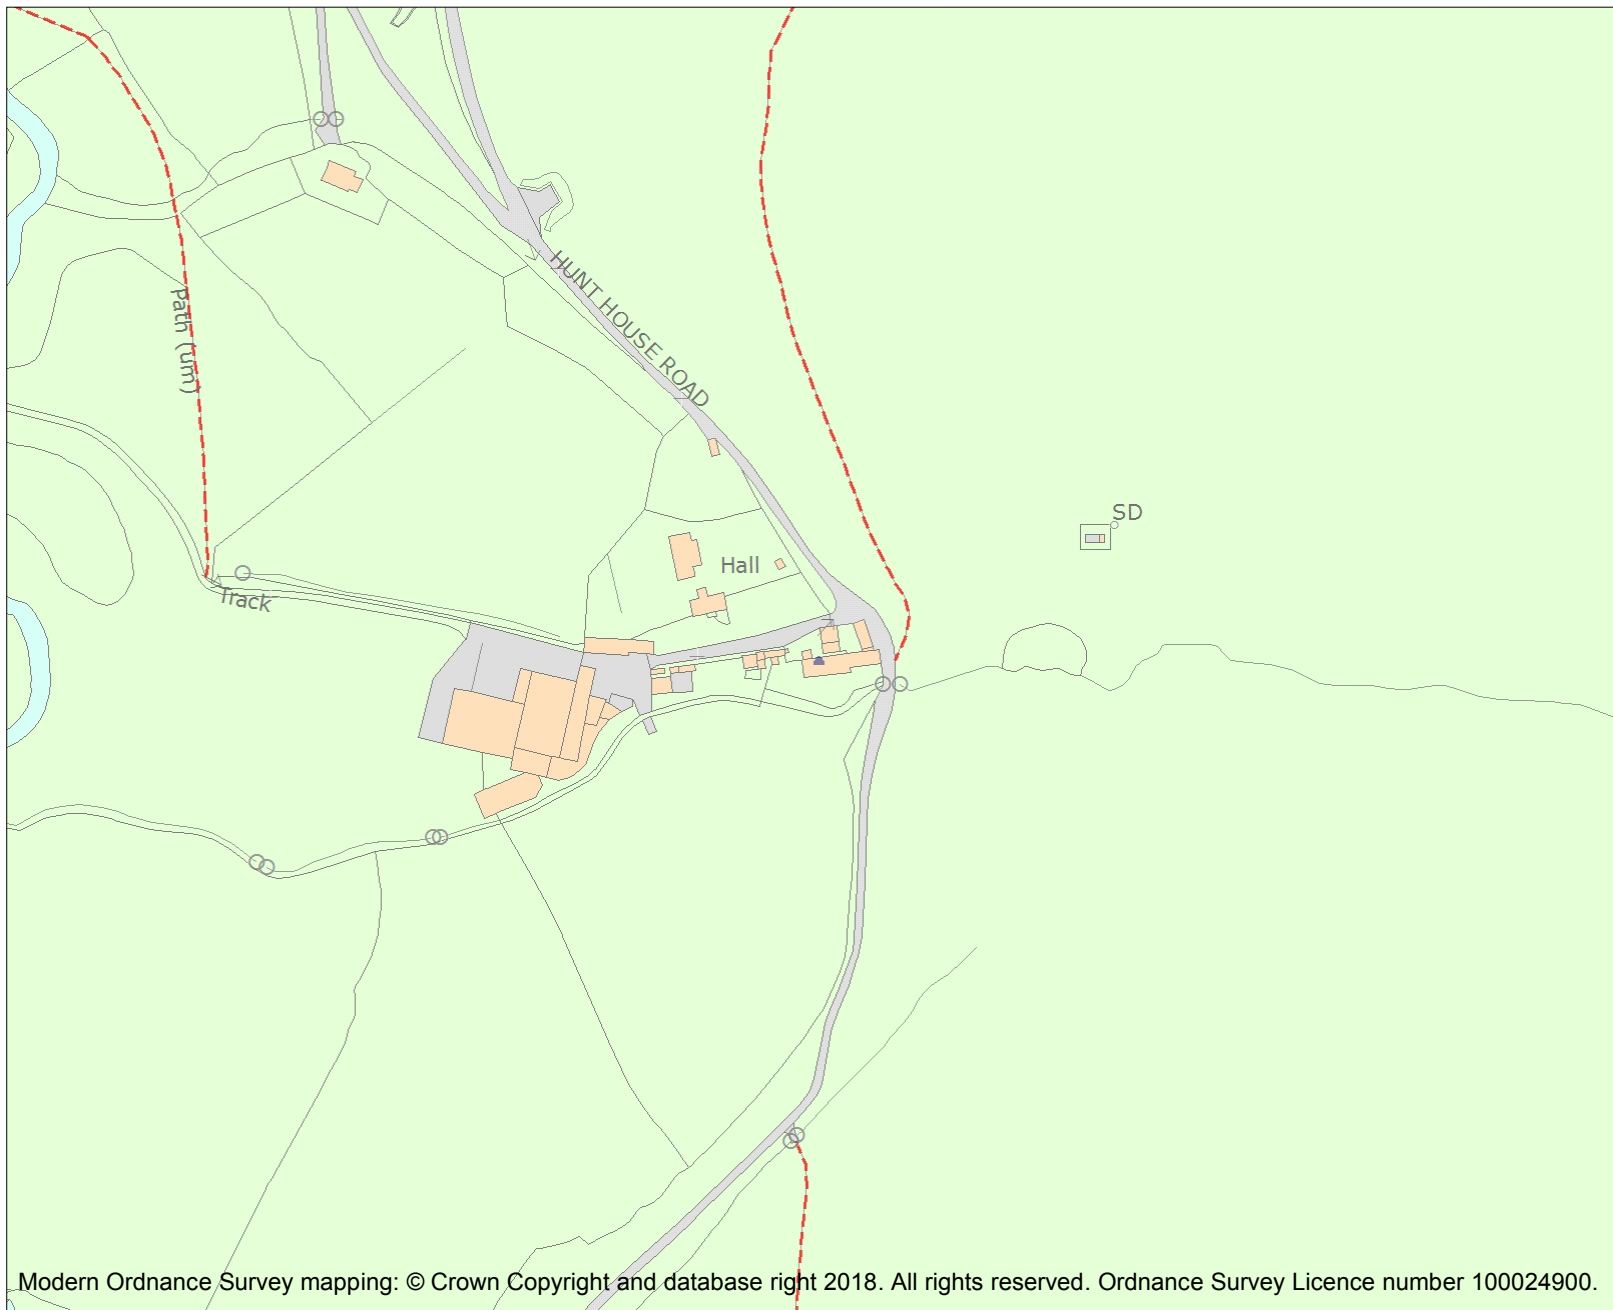 HUNT HOUSE ROAD
Path (um)
SD
Hall
Track
Modern Ordnance Survey mapping: © Crown Copyright and database right 2018. All rights reserved. Ordnance Survey Licence number 100024900.